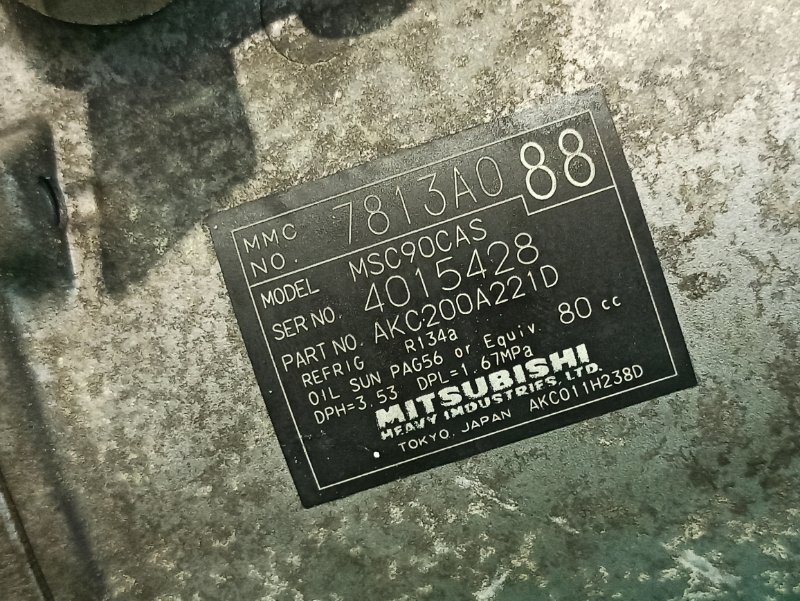 MMC NO. 7813A0 88
MODEL MSC90CAS
SER NO. 4015428
PART NO. AKC200A221D
REFRIG R134a
OIL SUN PAG56 or Equiv. 80 cc
DPH=3.53 DPL=1.67MPa
MITSUBISHI
HEAVY INDUSTRIES, LTD.
TOKYO, JAPAN AKC011H238D